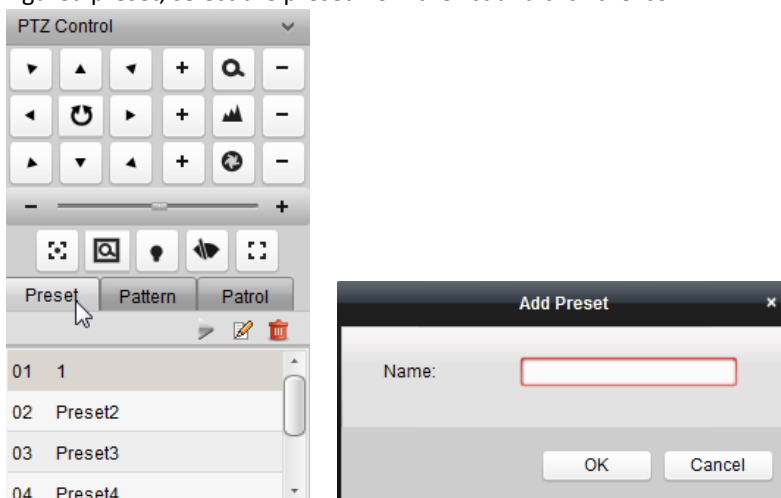 PTZ Control
+ −
+ −
+ −
− +
Preset Pattern Patrol
01 1
02 Preset2
03 Preset3
04 Preset4
Add Preset ×
Name:
OK Cancel